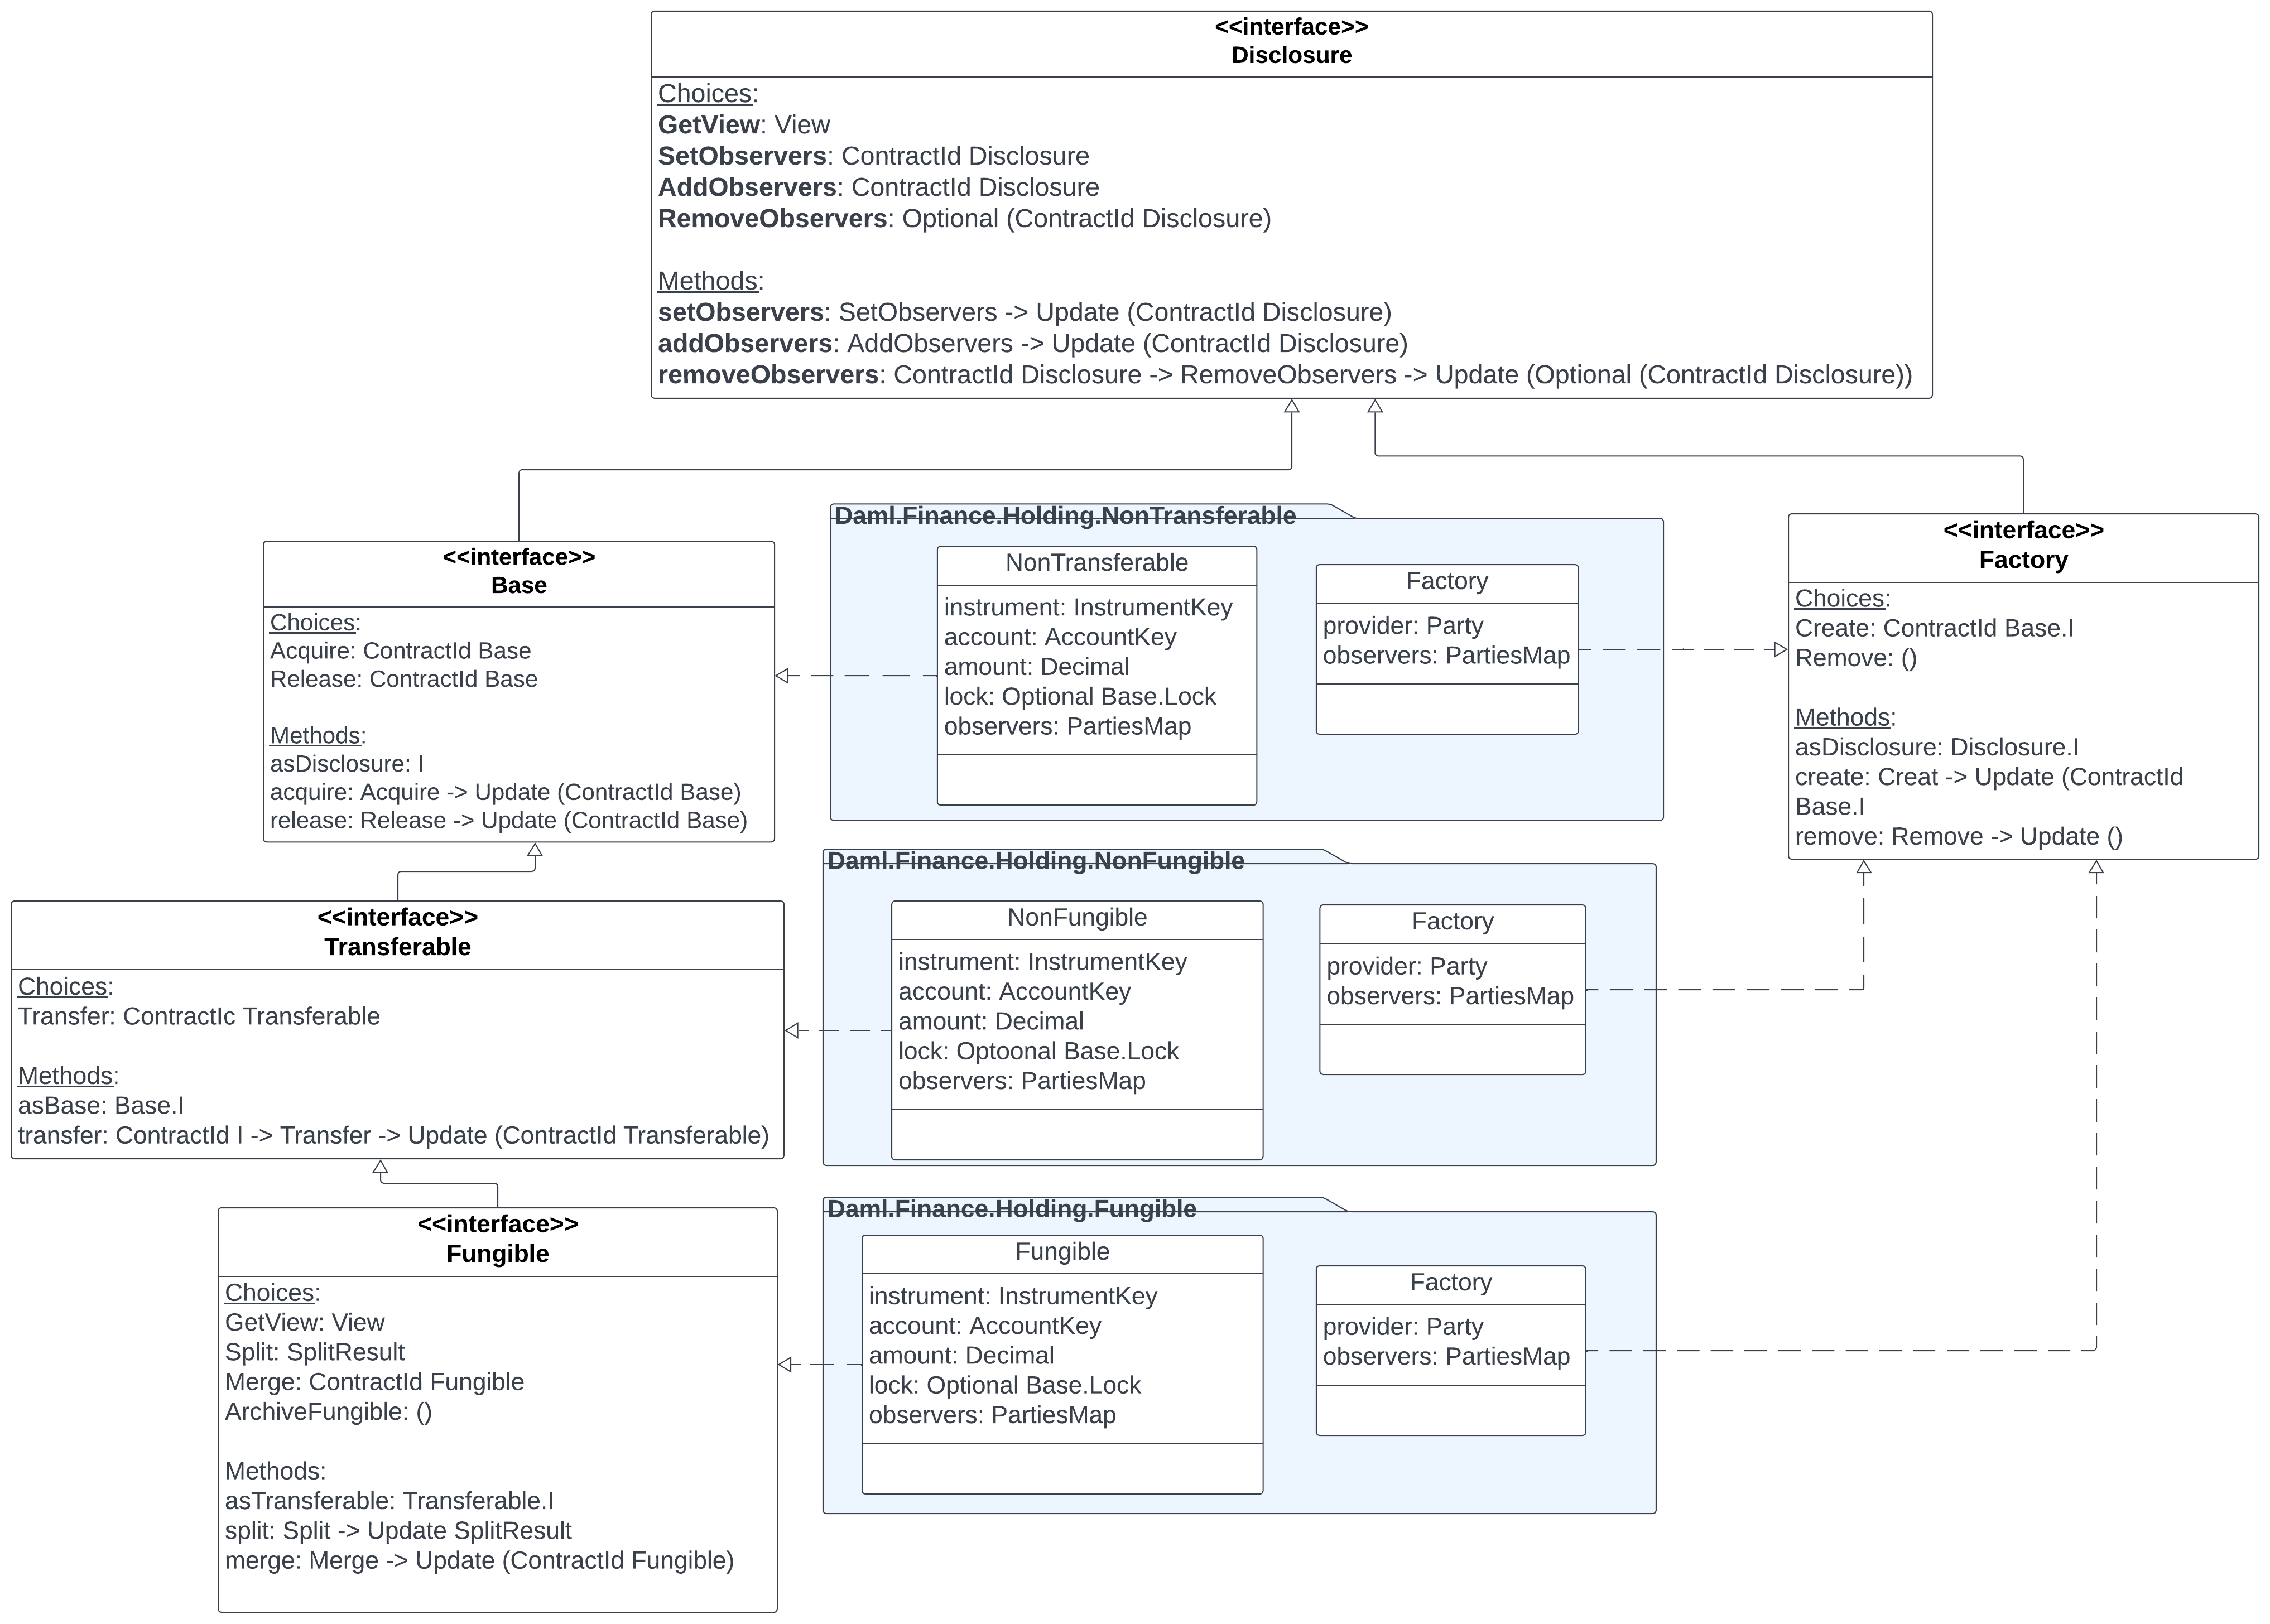 <<interface>>
Disclosure
Choices:
GetView: View
SetObservers: ContractId Disclosure
AddObservers: ContractId Disclosure
RemoveObservers: Optional (ContractId Disclosure)
Methods:
setObservers: SetObservers -> Update (ContractId Disclosure)
addObservers: AddObservers -> Update (ContractId Disclosure)
removeObservers: ContractId Disclosure -> RemoveObservers -> Update (Optional (ContractId Disclosure))
<<interface>>
Base
Choices:
Acquire: ContractId Base
Release: ContractId Base
Methods:
asDisclosure: I
acquire: Acquire -> Update (ContractId Base)
release: Release -> Update (ContractId Base)
Daml.Finance.Holding.NonTransferable
NonTransferable
instrument: InstrumentKey
account: AccountKey
amount: Decimal
lock: Optional Base.Lock
observers: PartiesMap
Factory
provider: Party
observers: PartiesMap
<<interface>>
Factory
Choices:
Create: ContractId Base.I
Remove: ()
Methods:
asDisclosure: Disclosure.I
create: Creat -> Update (ContractId
Base.I
remove: Remove -> Update ()
<<interface>>
Transferable
Choices:
Transfer: ContractIc Transferable
Methods:
asBase: Base.I
transfer: ContractId I -> Transfer -> Update (ContractId Transferable)
Daml.Finance.Holding.NonFungible
NonFungible
instrument: InstrumentKey
account: AccountKey
amount: Decimal
lock: Optoonal Base.Lock
observers: PartiesMap
Factory
provider: Party
observers: PartiesMap
<<interface>>
Fungible
Choices:
GetView: View
Split: SplitResult
Merge: ContractId Fungible
ArchiveFungible: ()
Methods:
asTransferable: Transferable.I
split: Split -> Update SplitResult
merge: Merge -> Update (ContractId Fungible)
Daml.Finance.Holding.Fungible
Fungible
instrument: InstrumentKey
account: AccountKey
amount: Decimal
lock: Optional Base.Lock
observers: PartiesMap
Factory
provider: Party
observers: PartiesMap